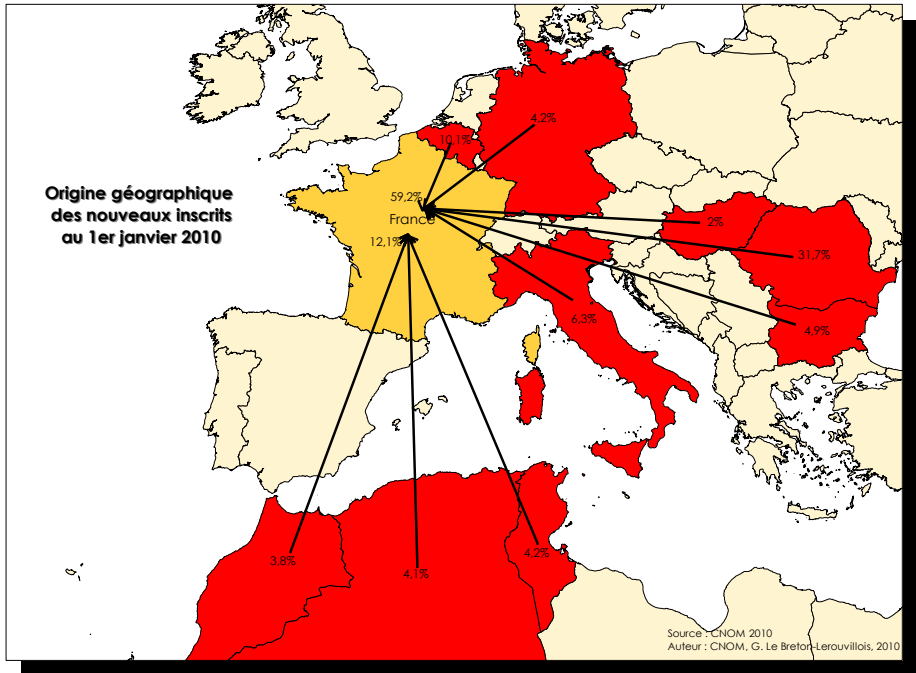 4,2%
10,1%
Origine géographique
des nouveaux inscrits
au 1er janvier 2010
59,2%
France
12,1%
2%
31,7%
6,3%
4,9%
3,8%
4,1%
4,2%
Source : CNOM 2010
Auteur : CNOM, G. Le Breton-Lerouvillois, 2010